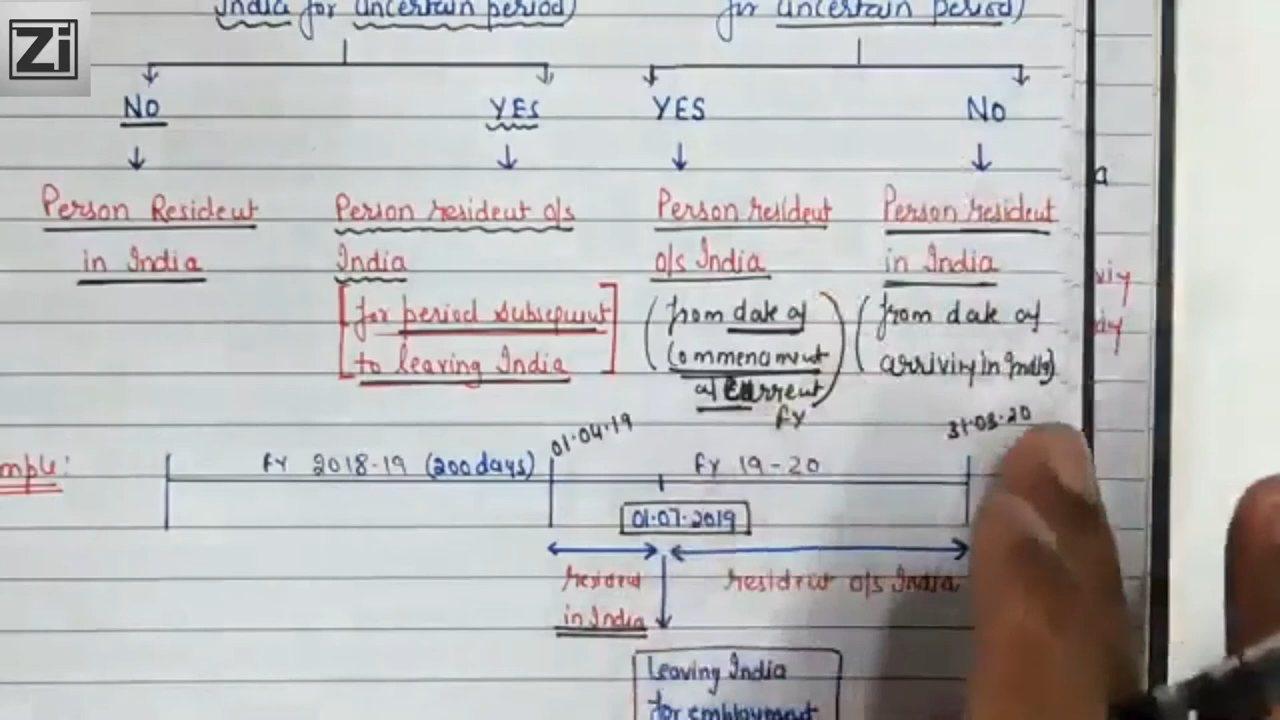 Zi
India for uncertain period)
for uncertain period)
NO YES YES NO
Person Resident in India
Person resident o/s India
[for period subsequent to leaving India]
Person resident o/s India
(from date of commencment of current FY)
Person resident in India
(from date of arriving in India)
01.04.19
31.03.20
FY 2018-19 (200 days)
FY 19-20
01.07.2019
resident in India
resident o/s India
Leaving India
for employment